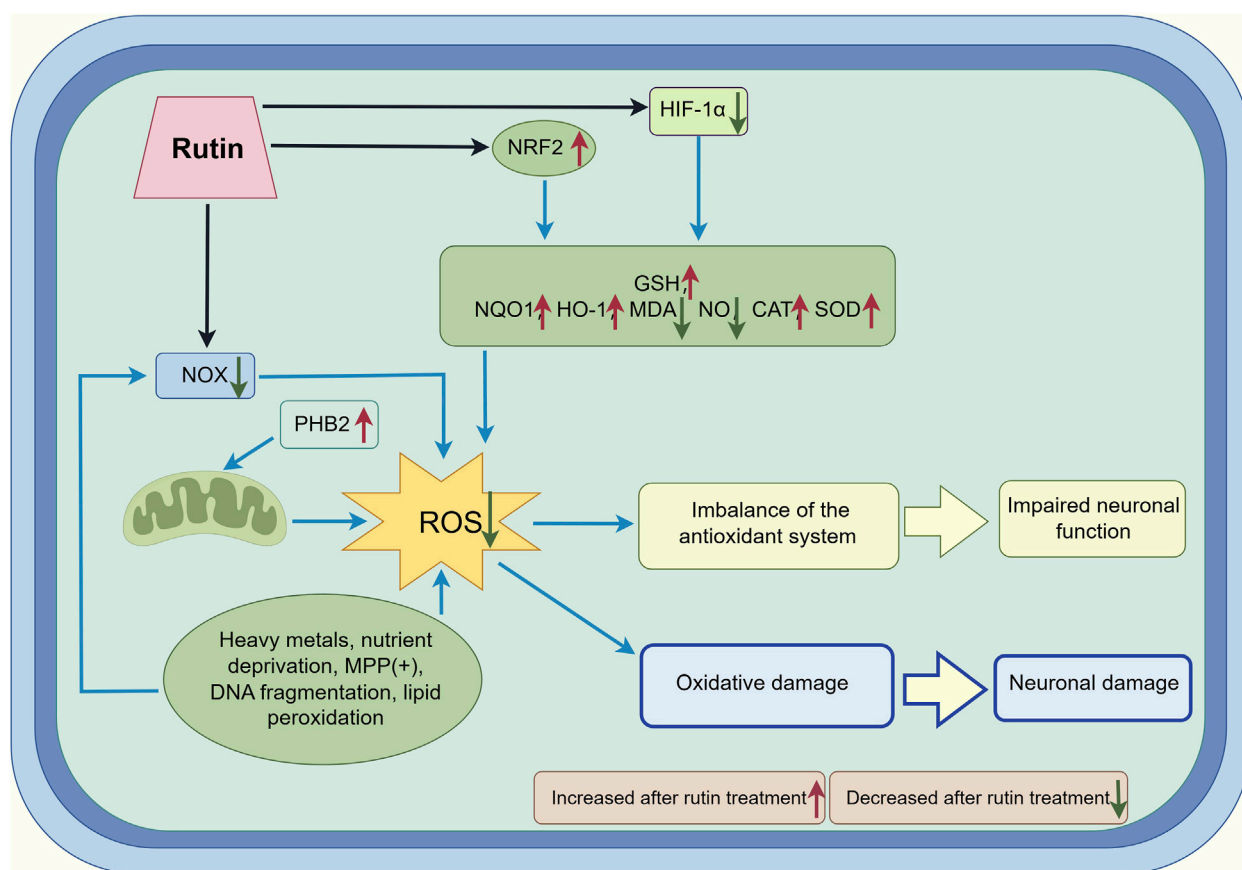 HIF-1α
Rutin
NRF2
GSH,
NQO1, HO-1, MDA NO, CAT, SOD
NOX
PHB2
ROS
Imbalance of the
antioxidant system
Impaired neuronal
function
Heavy metals, nutrient
deprivation, MPP(+),
DNA fragmentation, lipid
peroxidation
Oxidative damage
Neuronal damage
Increased after rutin treatment
Decreased after rutin treatment